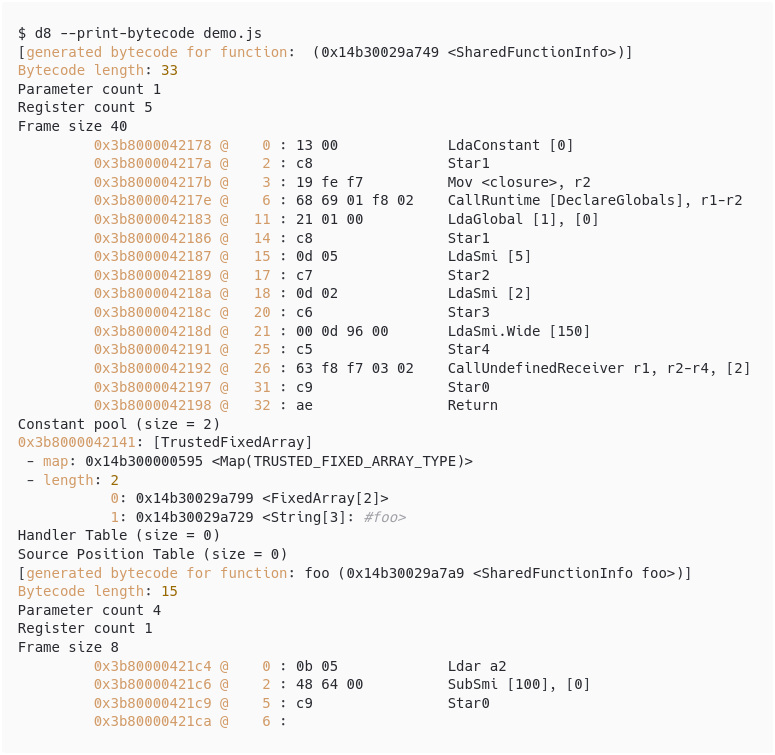 $ d8 --print-bytecode demo.js
[generated bytecode for function:  (0x14b30029a749 <SharedFunctionInfo>)]
Bytecode length: 33
Parameter count 1
Register count 5
Frame size 40
         0x3b8000042178 @    0 : 13 00             LdaConstant [0]
         0x3b800004217a @    2 : c8                Star1
         0x3b800004217b @    3 : 19 fe f7          Mov <closure>, r2
         0x3b800004217e @    6 : 68 69 01 f8 02    CallRuntime [DeclareGlobals], r1-r2
         0x3b8000042183 @   11 : 21 01 00          LdaGlobal [1], [0]
         0x3b8000042186 @   14 : c8                Star1
         0x3b8000042187 @   15 : 0d 05             LdaSmi [5]
         0x3b8000042189 @   17 : c7                Star2
         0x3b800004218a @   18 : 0d 02             LdaSmi [2]
         0x3b800004218c @   20 : c6                Star3
         0x3b800004218d @   21 : 00 0d 96 00       LdaSmi.Wide [150]
         0x3b8000042191 @   25 : c5                Star4
         0x3b8000042192 @   26 : 63 f8 f7 03 02    CallUndefinedReceiver r1, r2-r4, [2]
         0x3b8000042197 @   31 : c9                Star0
         0x3b8000042198 @   32 : ae                Return
Constant pool (size = 2)
0x3b8000042141: [TrustedFixedArray]
 - map: 0x14b300000595 <Map(TRUSTED_FIXED_ARRAY_TYPE)>
 - length: 2
           0: 0x14b30029a799 <FixedArray[2]>
           1: 0x14b30029a729 <String[3]: #foo>
Handler Table (size = 0)
Source Position Table (size = 0)
[generated bytecode for function: foo (0x14b30029a7a9 <SharedFunctionInfo foo>)]
Bytecode length: 15
Parameter count 4
Register count 1
Frame size 8
         0x3b80000421c4 @    0 : 0b 05             Ldar a2
         0x3b80000421c6 @    2 : 48 64 00          SubSmi [100], [0]
         0x3b80000421c9 @    5 : c9                Star0
         0x3b80000421ca @    6 :